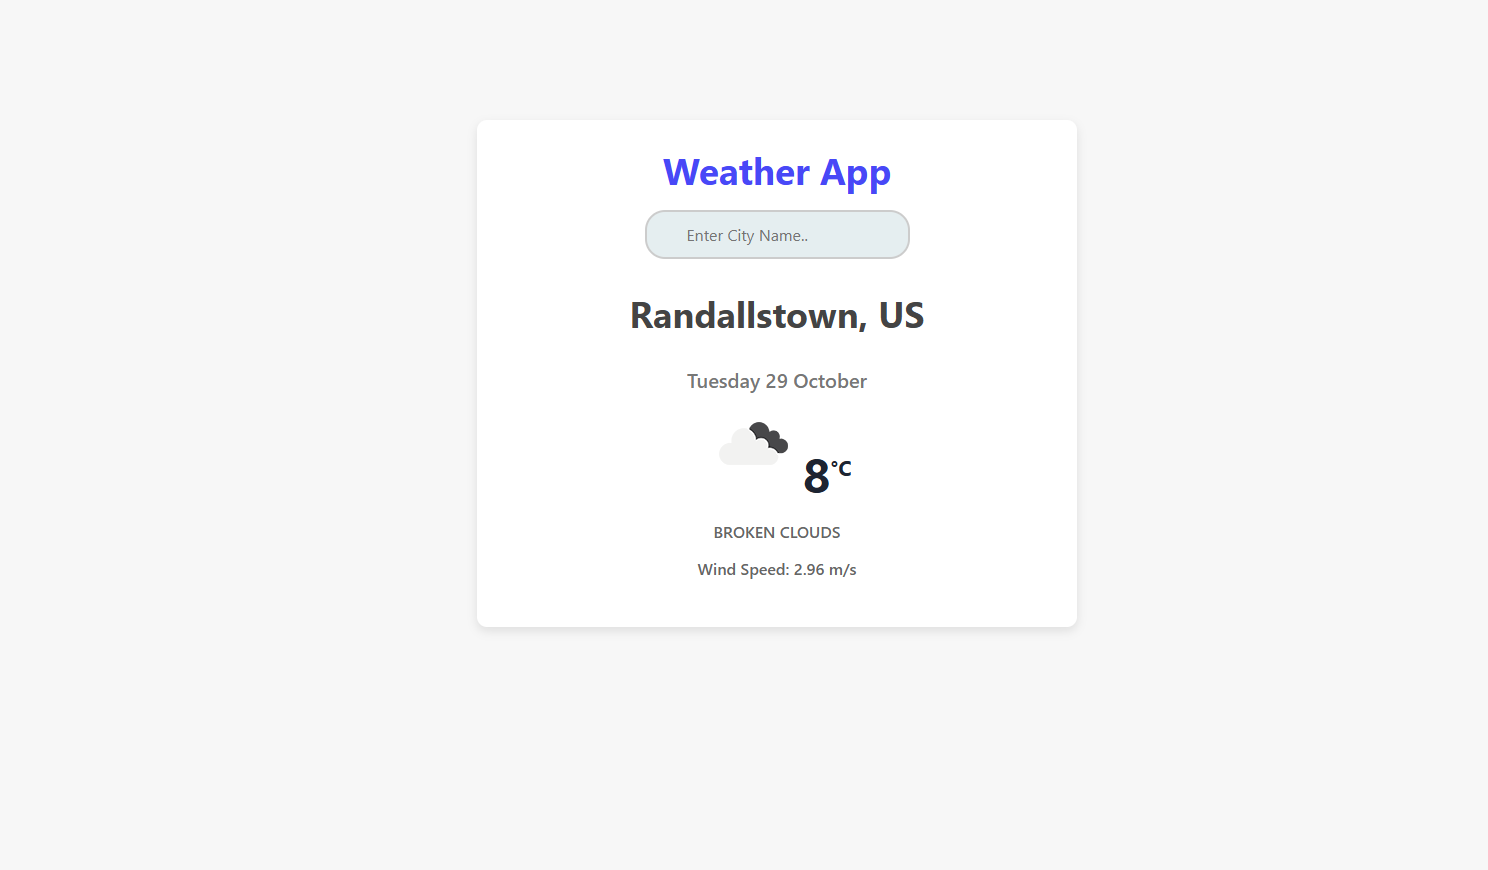 Weather App
Enter City Name..
Randallstown, US
Tuesday 29 October
8°C
BROKEN CLOUDS
Wind Speed: 2.96 m/s